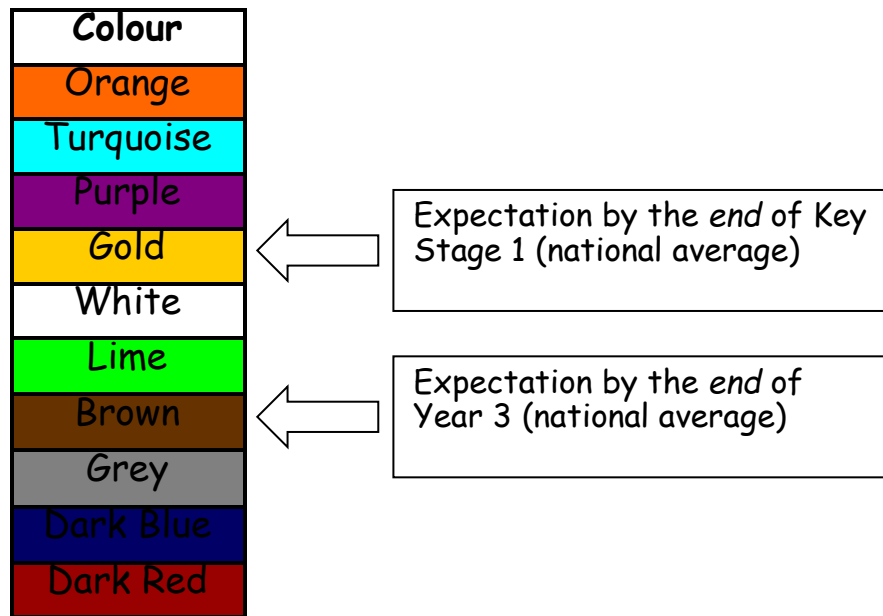 Colour
Orange
Turquoise
Purple
Gold
White
Lime
Brown
Grey
Dark Blue
Dark Red
Expectation by the end of Key
Stage 1 (national average)
Expectation by the end of
Year 3 (national average)